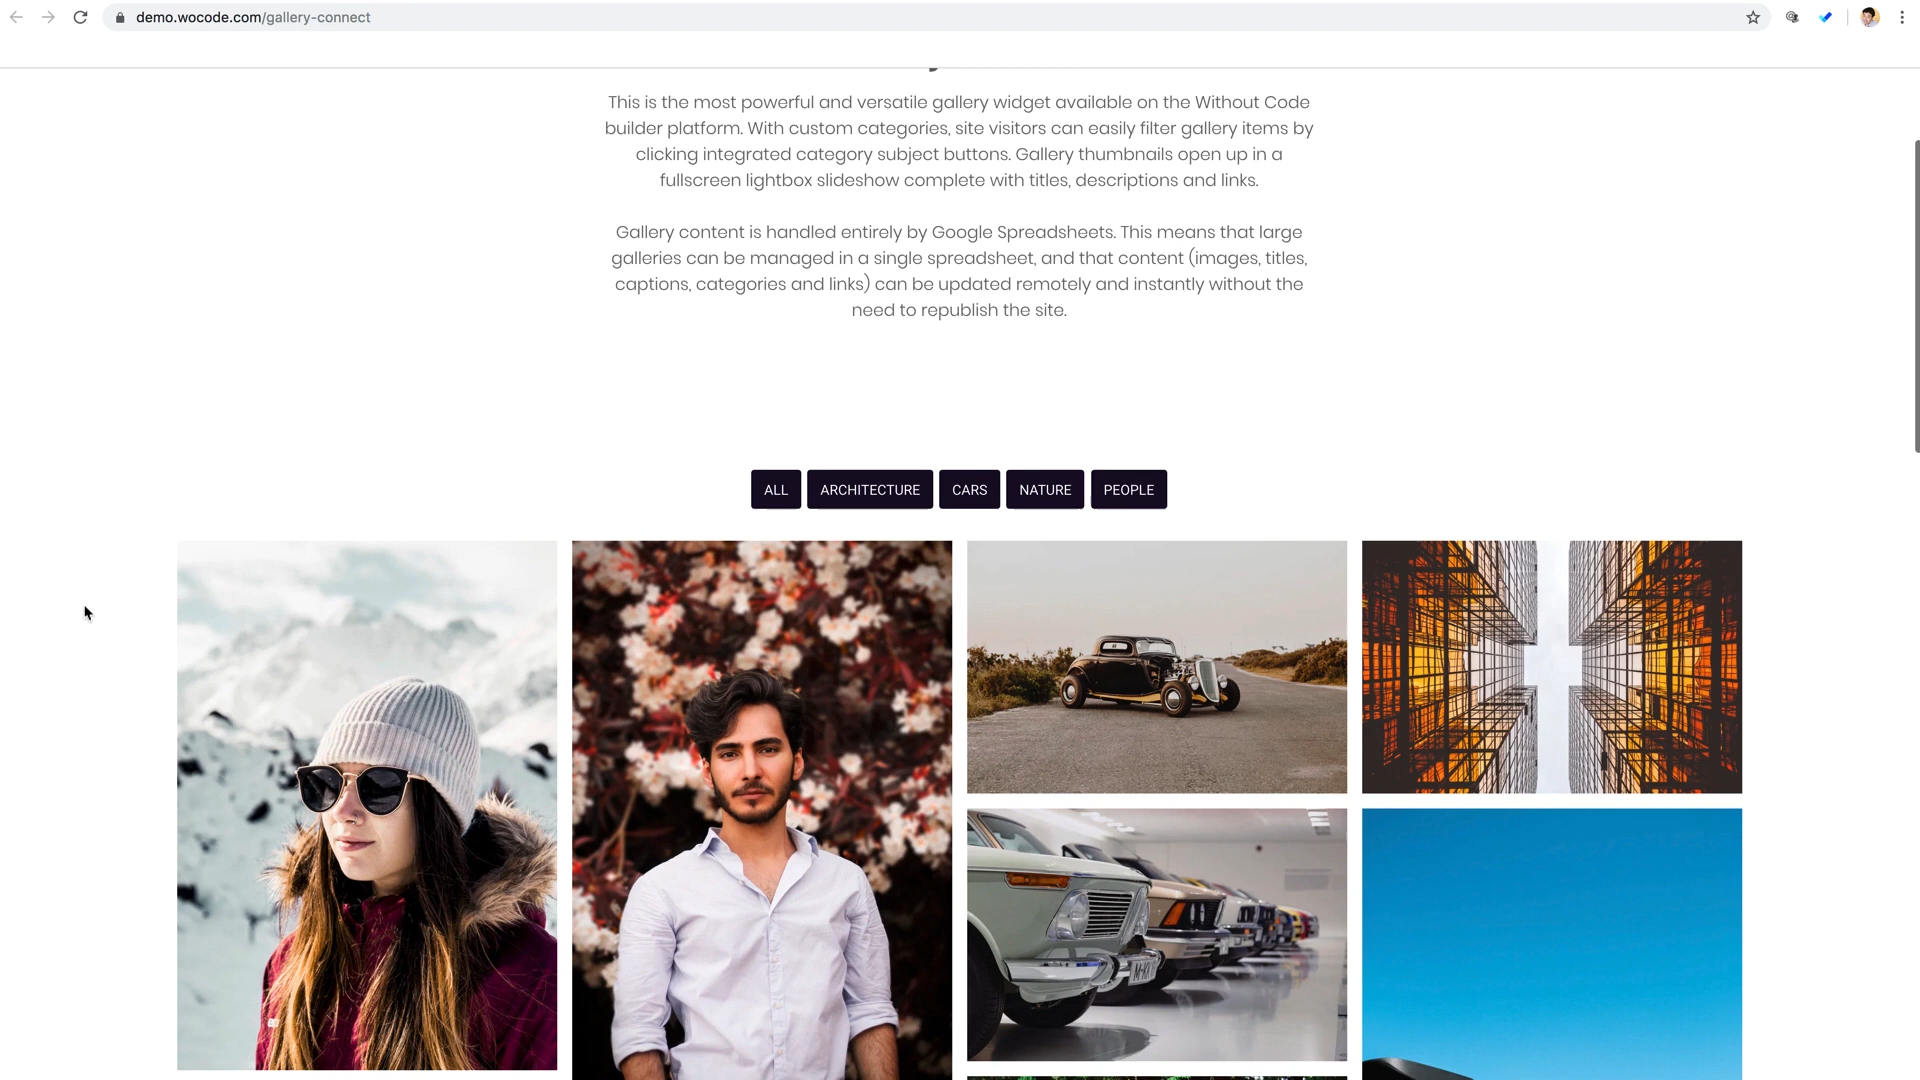 demo.wocode.com/gallery-connect
This is the most powerful and versatile gallery widget available on the Without Code
builder platform. With custom categories, site visitors can easily filter gallery items by
clicking integrated category subject buttons. Gallery thumbnails open up in a
fullscreen lightbox slideshow complete with titles, descriptions and links.
Gallery content is handled entirely by Google Spreadsheets. This means that large
galleries can be managed in a single spreadsheet, and that content (images, titles,
captions, categories and links) can be updated remotely and instantly without the
need to republish the site.
ALL ARCHITECTURE CARS NATURE PEOPLE